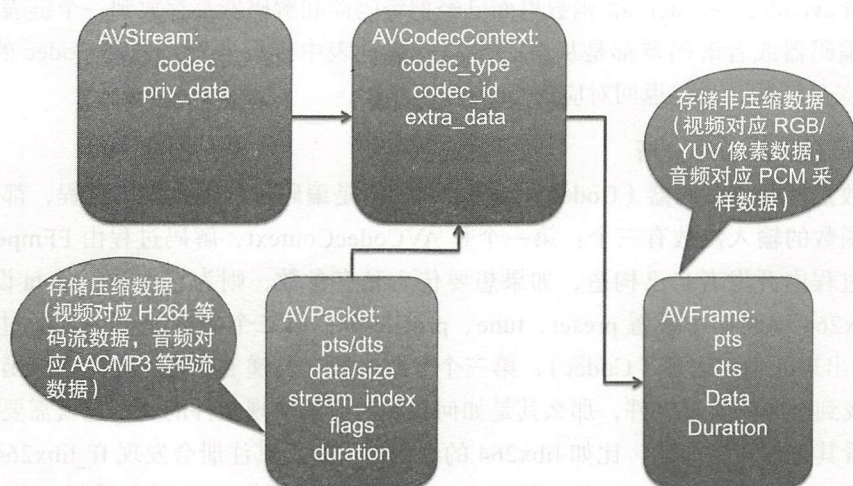 AVStream:
codec
priv_data
AVCodecContext:
codec_type
codec_id
extra_data
存储非压缩数据
(视频对应 RGB/
YUV 像素数据,
音频对应 PCM 采
样数据)
存储压缩数据
(视频对应 H.264 等
码流数据, 音频对
应 AAC/MP3 等码流
数据)
AVPacket:
pts/dts
data/size
stream_index
flags
duration
AVFrame:
pts
dts
Data
Duration